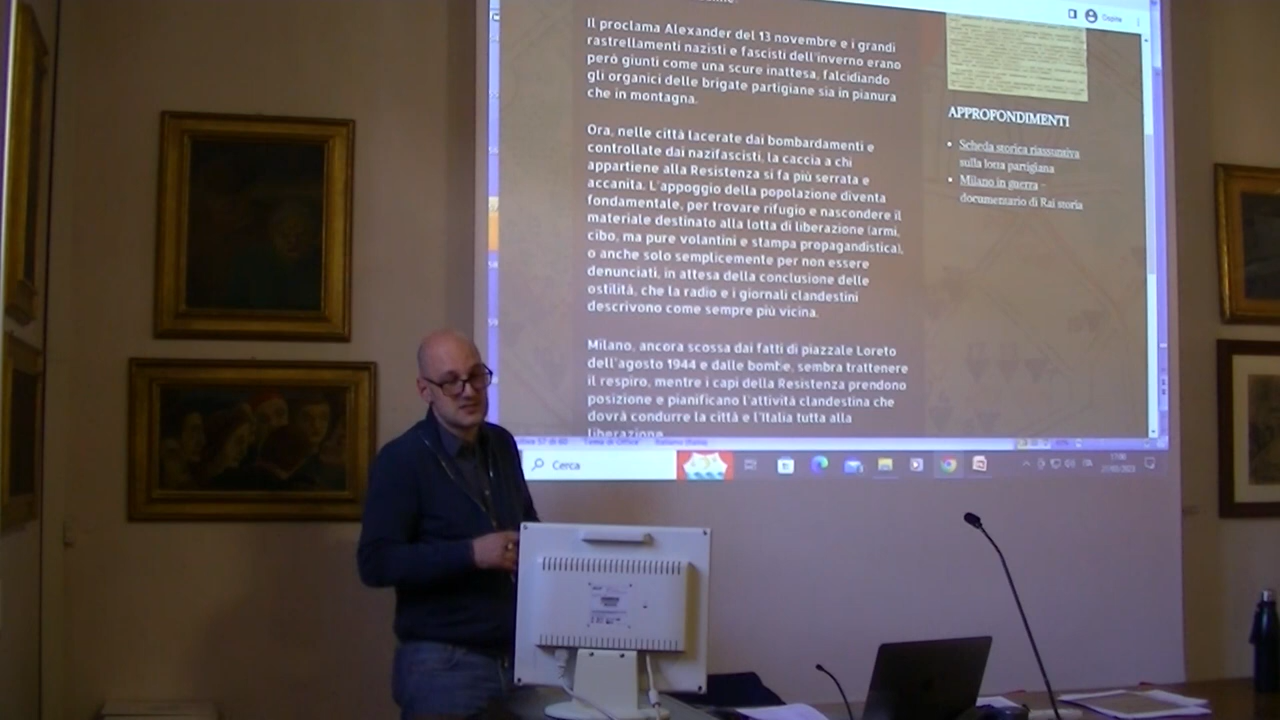 Ospite
Il proclama Alexander del 13 novembre e i grandi
rastrellamenti nazisti e fascisti dell'inverno erano
però giunti come una scure inattesa, falcidiando
gli organici delle brigate partigiane sia in pianura
che in montagna.
Ora, nelle città lacerate dai bombardamenti e
controllate dai nazifascisti, la caccia a chi
appartiene alla Resistenza si fa più serrata e
accanita. L'appoggio della popolazione diventa
fondamentale, per trovare rifugio e nascondere il
materiale destinato alla lotta di liberazione (armi,
cibo, ma pure volantini e stampa propagandistica),
o anche solo semplicemente per non essere
denunciati, in attesa della conclusione delle
ostilità, che la radio e i giornali clandestini
descrivono come sempre più vicina.
Milano, ancora scossa dai fatti di piazzale Loreto
dell'agosto 1944 e dalle bombe, sembra trattenere
il respiro, mentre i capi della Resistenza prendono
posizione e pianificano l'attività clandestina che
dovrà condurre la città e l'Italia tutta alla
liberazione
APPROFONDIMENTI
Scheda storica riassuntiva
sulla lotta partigiana
Milano in guerra –
documentario di Rai storia
Cerca